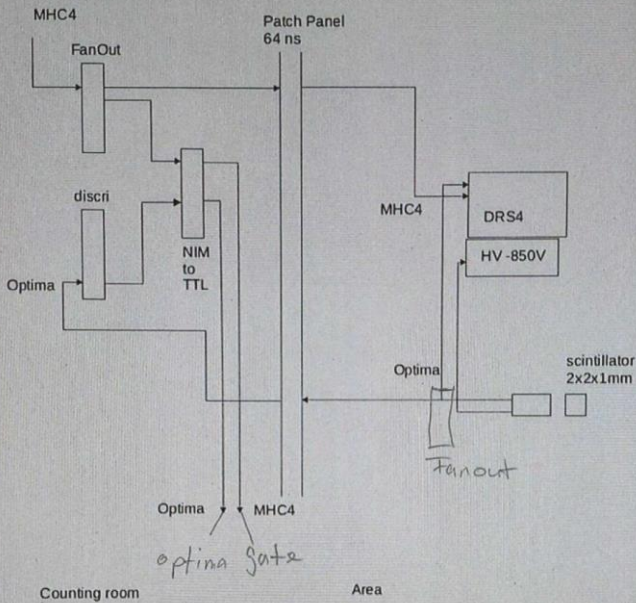 MHC4
Patch Panel
64 ns
FanOut
discri
NIM
to
TTL
Optima
MHC4
DRS4
HV -850V
Optima
scintillator
2x2x1mm
Fanout
Optima
MHC4
optima gate
Counting room
Area